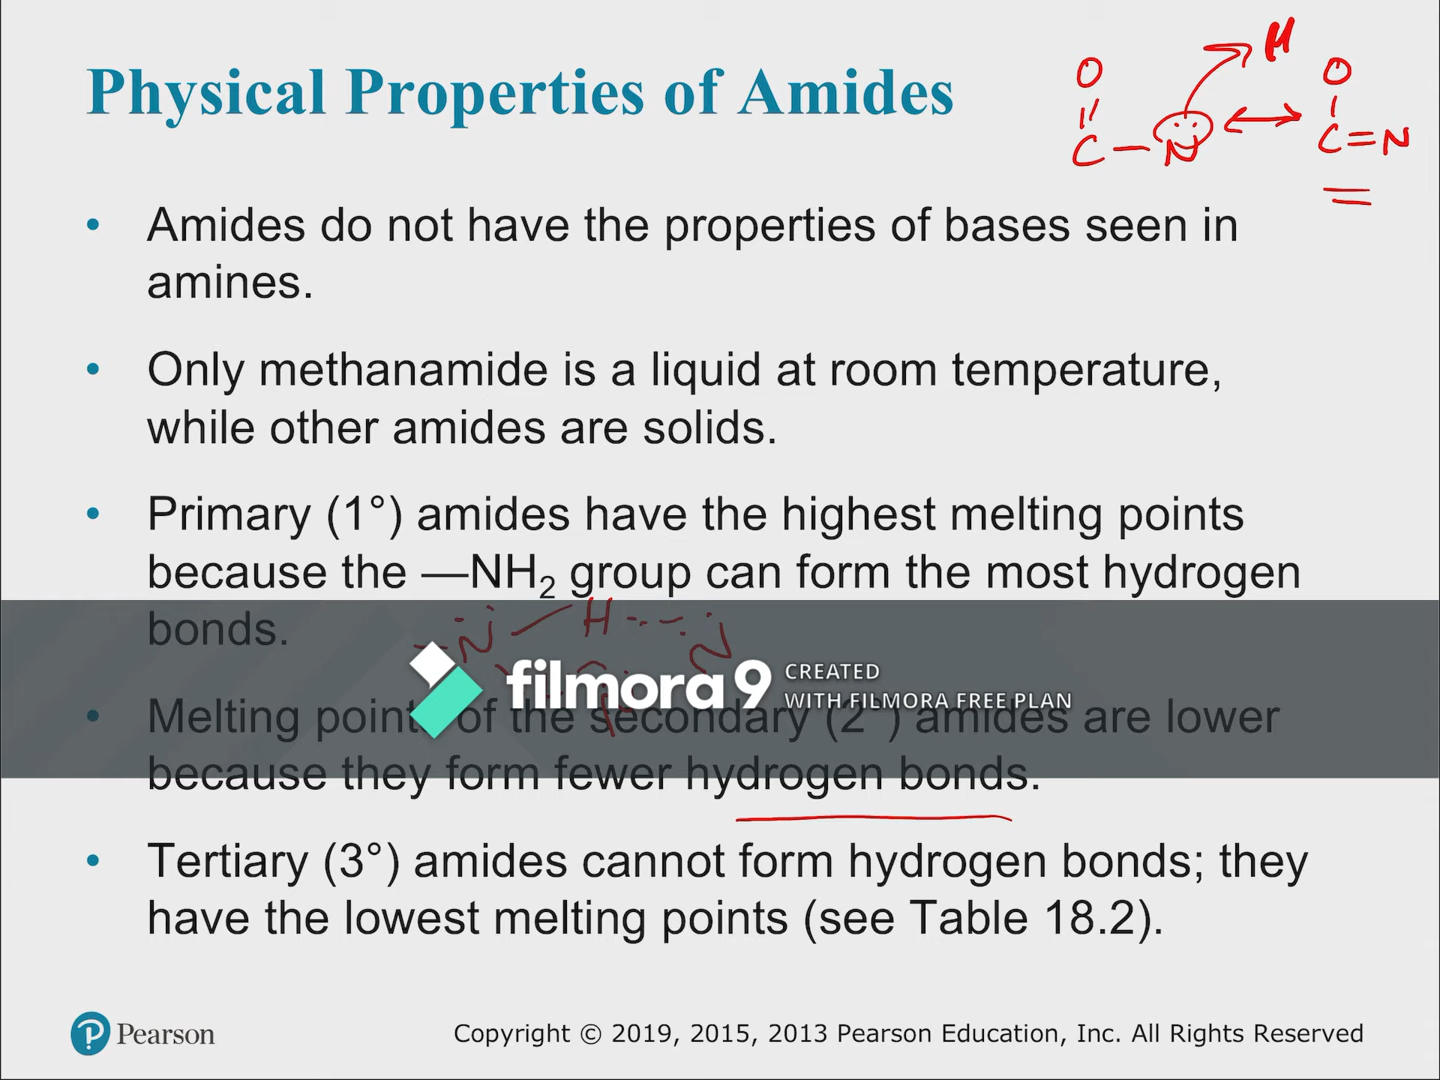 Physical Properties of Amides
H
O O
C — N ↔ C = N
• Amides do not have the properties of bases seen in
amines.
• Only methanamide is a liquid at room temperature,
while other amides are solids.
• Primary (1°) amides have the highest melting points
because the —NH₂ group can form the most hydrogen
bonds.
N — H --- N
filmora9 CREATED
WITH FILMORA FREE PLAN
• Melting points of the secondary (2°) amides are lower
because they form fewer hydrogen bonds.
• Tertiary (3°) amides cannot form hydrogen bonds; they
have the lowest melting points (see Table 18.2).
P Pearson
Copyright © 2019, 2015, 2013 Pearson Education, Inc. All Rights Reserved